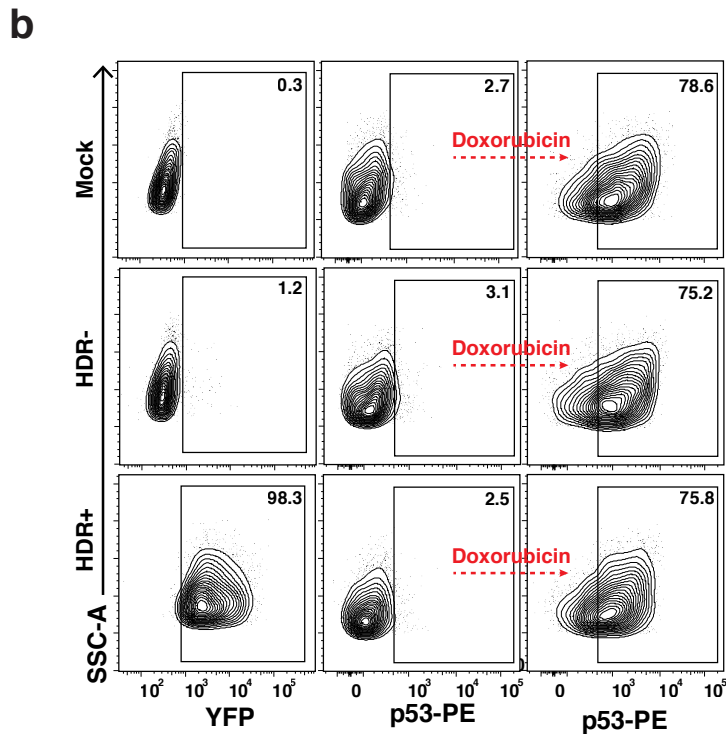 b
0.3
2.7
78.6
Doxorubicin
Mock
1.2
3.1
75.2
Doxorubicin
HDR-
98.3
2.5
75.8
Doxorubicin
HDR+
SSC-A
10² 10³ 10⁴ 10⁵
0 10³ 10⁴ 10⁵
0 10³ 10⁴ 10⁵
YFP
p53-PE
p53-PE